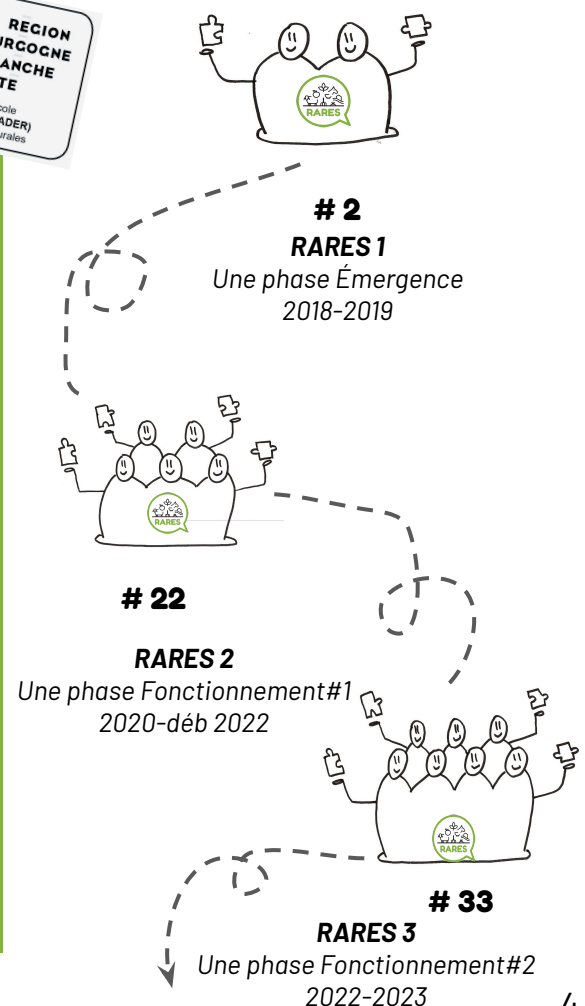 REGION
URGOGNE
ANCHE
TE
cole
ADER)
urales
RARES
# 2
RARES 1
Une phase Émergence
2018-2019
RARES
# 22
RARES 2
Une phase Fonctionnement#1
2020-déb 2022
RARES
# 33
RARES 3
Une phase Fonctionnement#2
2022-2023